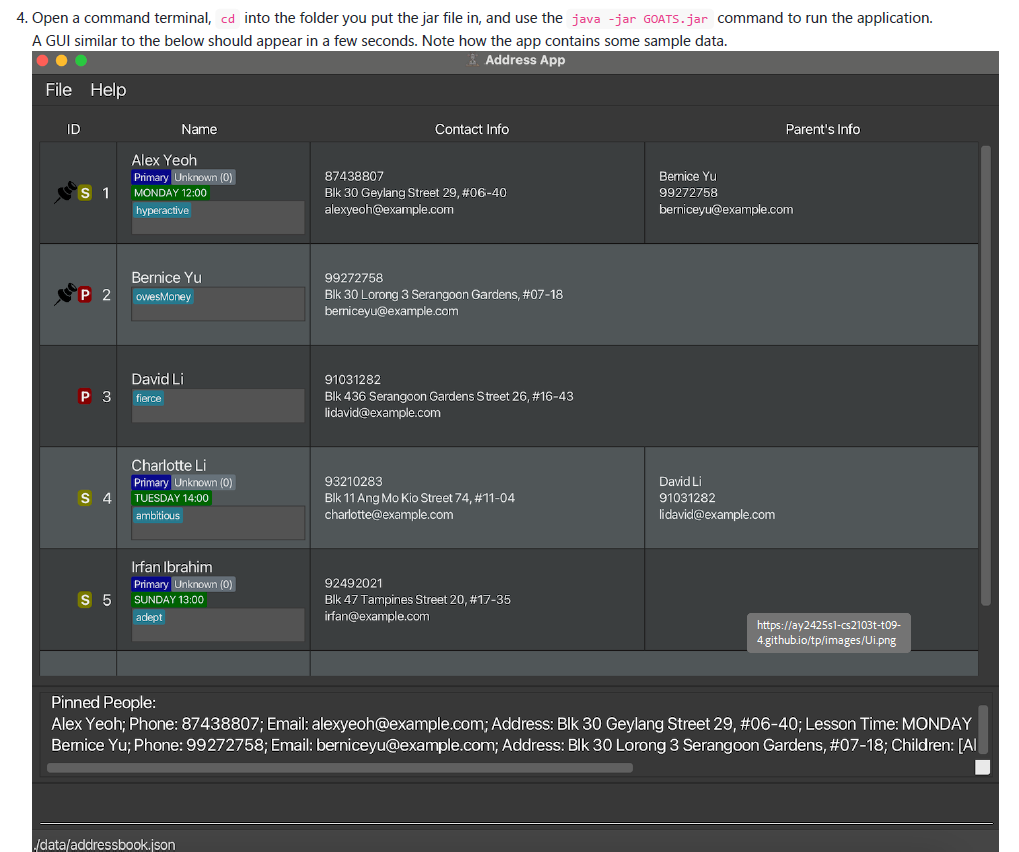 4. Open a command terminal, cd into the folder you put the jar file in, and use the java -jar GOATS.jar command to run the application.
A GUI similar to the below should appear in a few seconds. Note how the app contains some sample data.
Address App
File Help
ID Name Contact Info Parent's Info
S 1
Alex Yeoh
Primary Unknown (0)
MONDAY 12:00
hyperactive
87438807
Blk 30 Geylang Street 29, #06-40
alexyeoh@example.com
Bernice Yu
99272758
berniceyu@example.com
P 2
Bernice Yu
owesMoney
99272758
Blk 30 Lorong 3 Serangoon Gardens, #07-18
berniceyu@example.com
P 3
David Li
fierce
91031282
Blk 436 Serangoon Gardens Street 26, #16-43
lidavid@example.com
S 4
Charlotte Li
Primary Unknown (0)
TUESDAY 14:00
ambitious
93210283
Blk 11 Ang Mo Kio Street 74, #11-04
charlotte@example.com
David Li
91031282
lidavid@example.com
S 5
Irfan Ibrahim
Primary Unknown (0)
SUNDAY 13:00
adept
92492021
Blk 47 Tampines Street 20, #17-35
irfan@example.com
https://ay2425s1-cs2103t-t09-
4.github.io/tp/images/Ui.png
Pinned People:
Alex Yeoh; Phone: 87438807; Email: alexyeoh@example.com; Address: Blk 30 Geylang Street 29, #06-40; Lesson Time: MONDAY
Bernice Yu; Phone: 99272758; Email: berniceyu@example.com; Address: Blk 30 Lorong 3 Serangoon Gardens, #07-18; Children: [Al
./data/addressbook.json